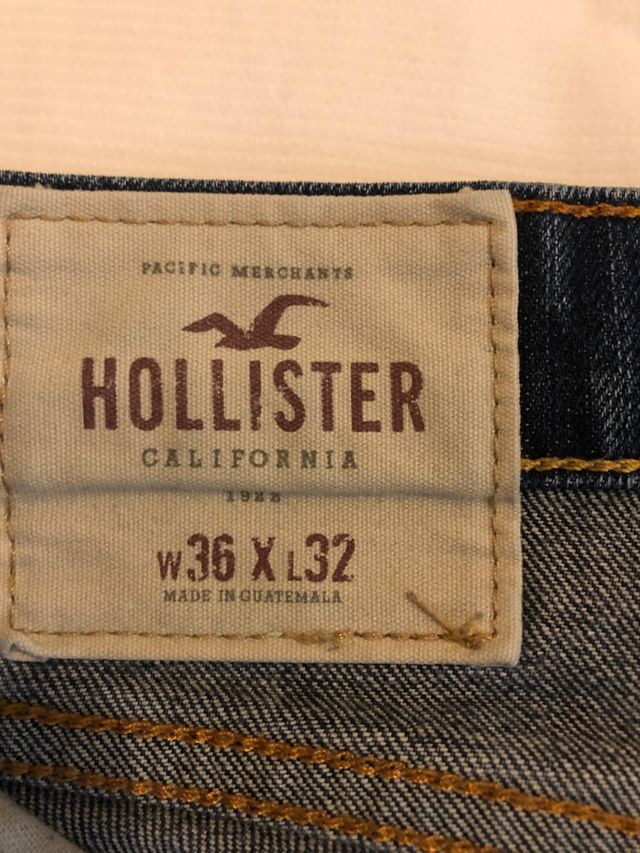 PACIFIC MERCHANTS
HOLLISTER
CALIFORNIA
1922
W36 X L32
MADE IN GUATEMALA